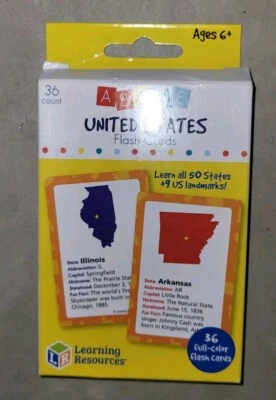 Ages 6+
36
count
UNITED STATES
Flash Cards
Learn all 50 States
+9 US landmarks!
State: Illinois
Abbreviation: IL
Capital: Springfield
Nickname: The Prairie Stat
Statehood: December 3, 1
Fun Fact: The world's first
Skyscraper was built in
Chicago, 1885.
State: Arkansas
Abbreviation: AR
Capital: Little Rock
Nickname: The Natural State
Statehood: June 15, 1836
Fun Fact: Famous country
singer Johnny Cash was
born in Kingsland, A
36
full-color
flash cards
LR
Learning
Resources